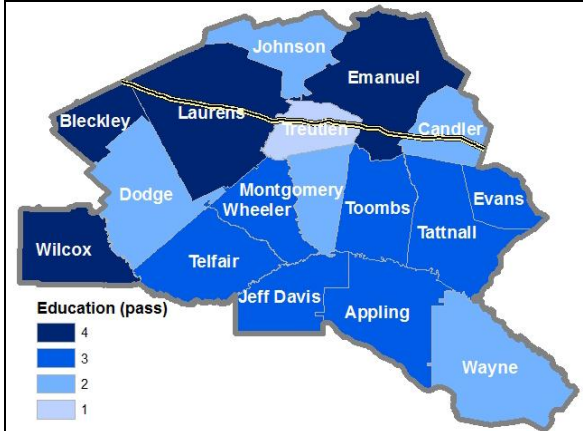 Johnson
Emanuel
Bleckley
Laurens
Treutlen
Candler
Dodge
Montgomery
Wheeler
Toombs
Evans
Tattnall
Wilcox
Telfair
Jeff Davis
Appling
Wayne
Education (pass)
4
3
2
1